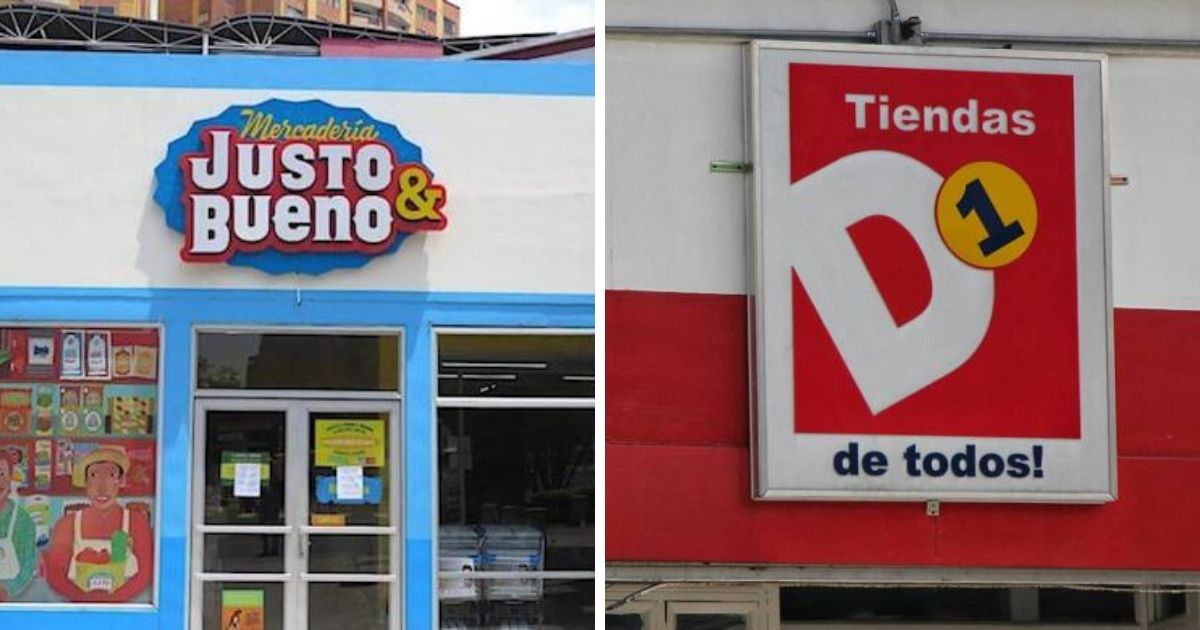 Mercadería
JUSTO
&
BUENO
Tiendas
D
1
de todos!